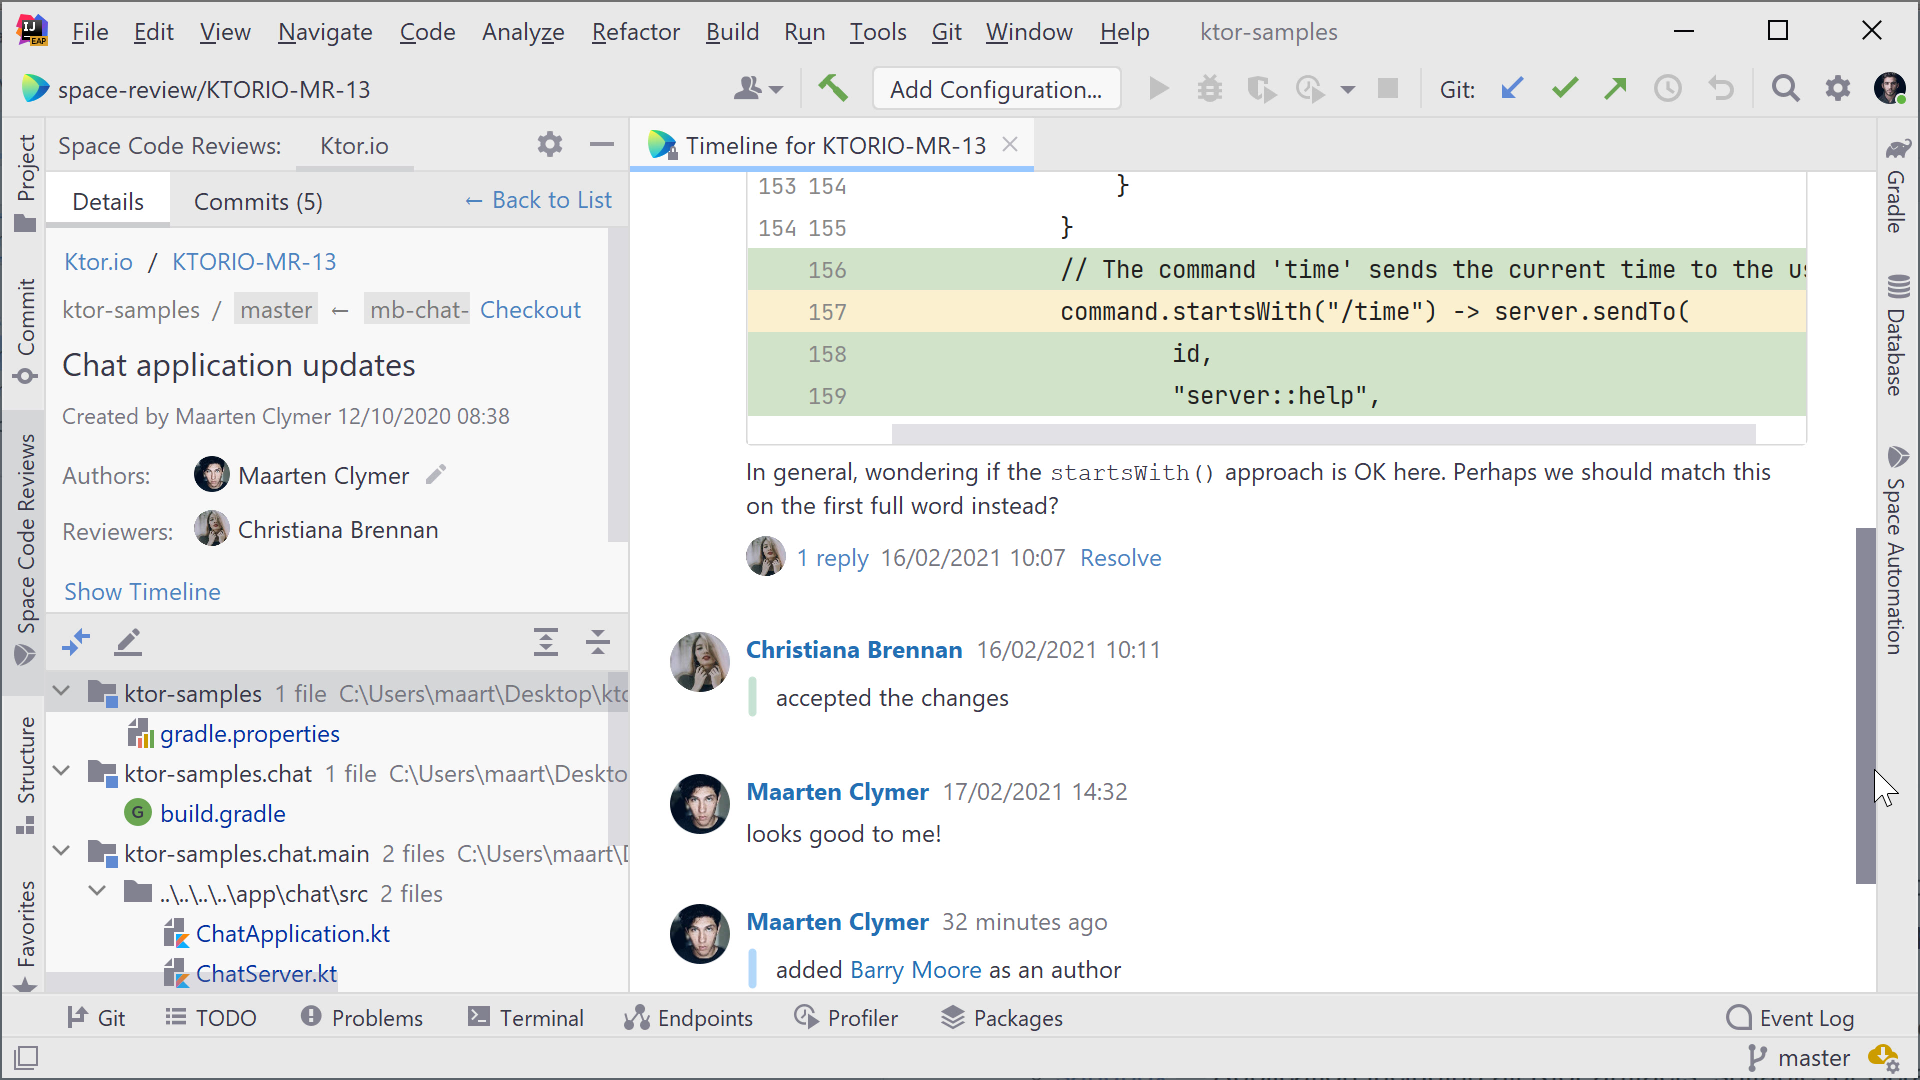 File Edit View Navigate Code Analyze Refactor Build Run Tools Git Window Help ktor-samples
space-review/KTORIO-MR-13
Add Configuration...
Git:
Project
Commit
Space Code Reviews
Structure
Favorites
Space Code Reviews: Ktor.io
Details Commits (5) ← Back to List
Ktor.io / KTORIO-MR-13
ktor-samples / master ← mb-chat- Checkout
Chat application updates
Created by Maarten Clymer 12/10/2020 08:38
Authors: Maarten Clymer
Reviewers: Christiana Brennan
Show Timeline
ktor-samples 1 file C:\Users\maart\Desktop\kto
gradle.properties
ktor-samples.chat 1 file C:\Users\maart\Deskto
build.gradle
ktor-samples.chat.main 2 files C:\Users\maart\
..\..\..\..\app\chat\src 2 files
ChatApplication.kt
ChatServer.kt
Timeline for KTORIO-MR-13
153 154 }
154 155 }
156 // The command 'time' sends the current time to the us
157 command.startsWith("/time") -> server.sendTo(
158 id,
159 "server::help",
In general, wondering if the startsWith() approach is OK here. Perhaps we should match this
on the first full word instead?
1 reply 16/02/2021 10:07 Resolve
Christiana Brennan 16/02/2021 10:11
accepted the changes
Maarten Clymer 17/02/2021 14:32
looks good to me!
Maarten Clymer 32 minutes ago
added Barry Moore as an author
Gradle
Database
Space Automation
Git TODO Problems Terminal Endpoints Profiler Packages Event Log
master